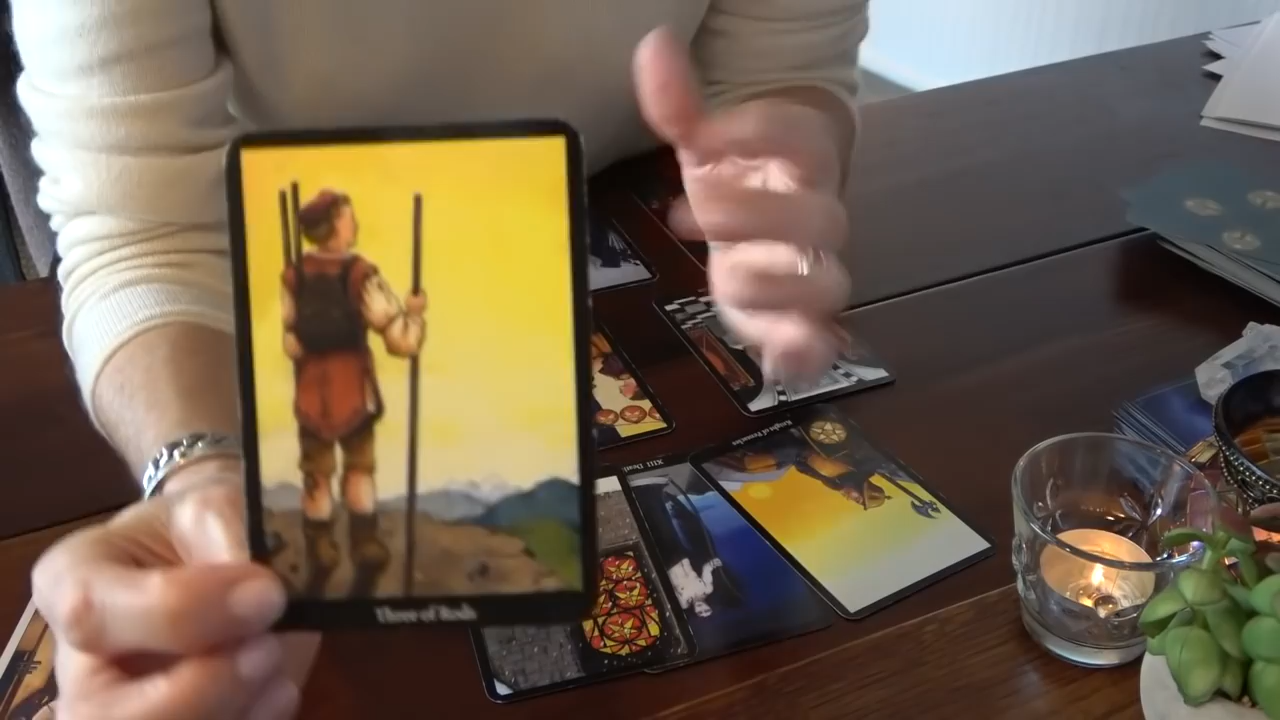 Three of Rods
XIII Death
Knight of Pentacles